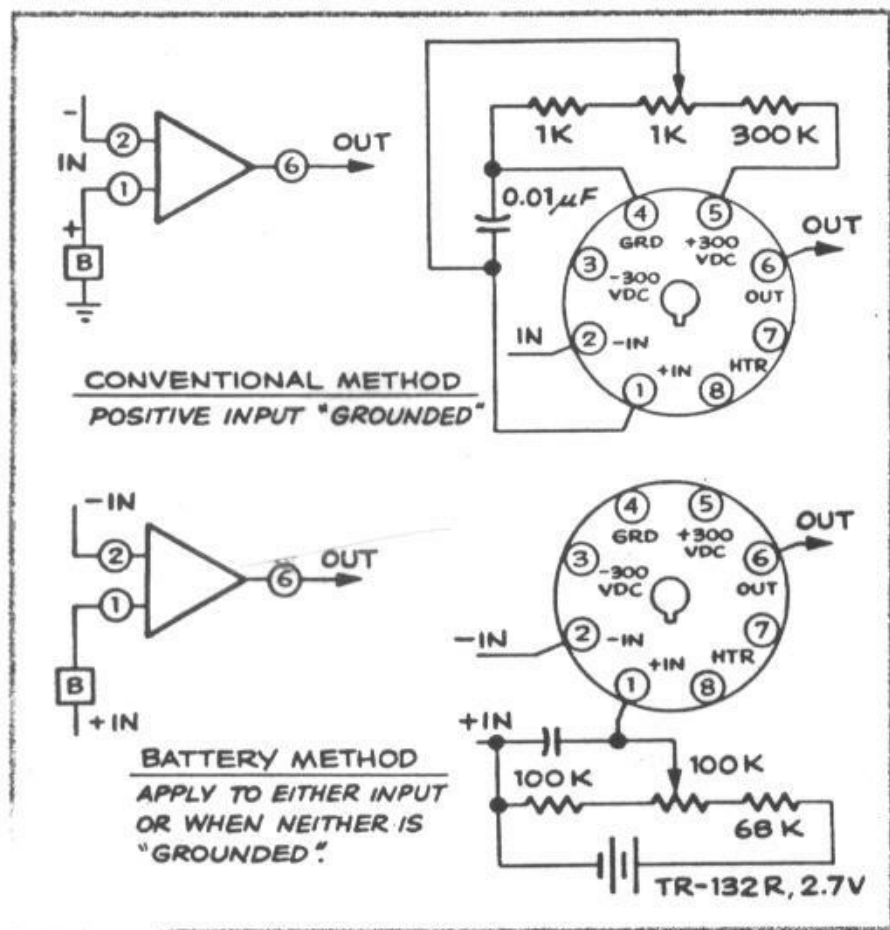 -
2
IN
1
+
B
6
OUT
CONVENTIONAL METHOD
POSITIVE INPUT "GROUNDED"
1K
1K
300K
0.01µF
4
GRD
5
+300
VDC
3
-300
VDC
6
OUT
OUT
IN
2
-IN
7
HTR
1
+IN
8
-IN
2
1
6
OUT
B
+IN
BATTERY METHOD
APPLY TO EITHER INPUT
OR WHEN NEITHER IS
"GROUNDED".
4
GRD
5
+300
VDC
3
-300
VDC
6
OUT
OUT
-IN
2
-IN
7
HTR
1
+IN
8
+IN
100K
100K
68K
TR-132R, 2.7V